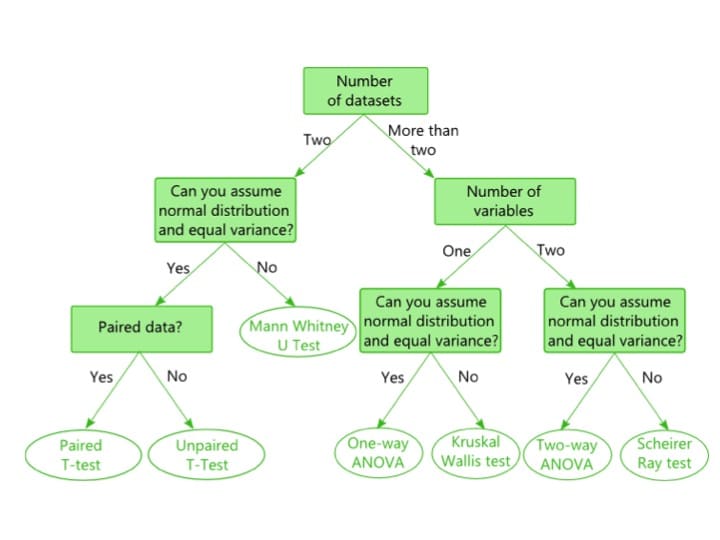 Number
of datasets
Two
More than
two
Can you assume
normal distribution
and equal variance?
Number of
variables
Yes
No
One
Two
Paired data?
Mann Whitney
U Test
Can you assume
normal distribution
and equal variance?
Can you assume
normal distribution
and equal variance?
Yes
No
Yes
No
Yes
No
Paired
T-test
Unpaired
T-Test
One-way
ANOVA
Kruskal
Wallis test
Two-way
ANOVA
Scheirer
Ray test